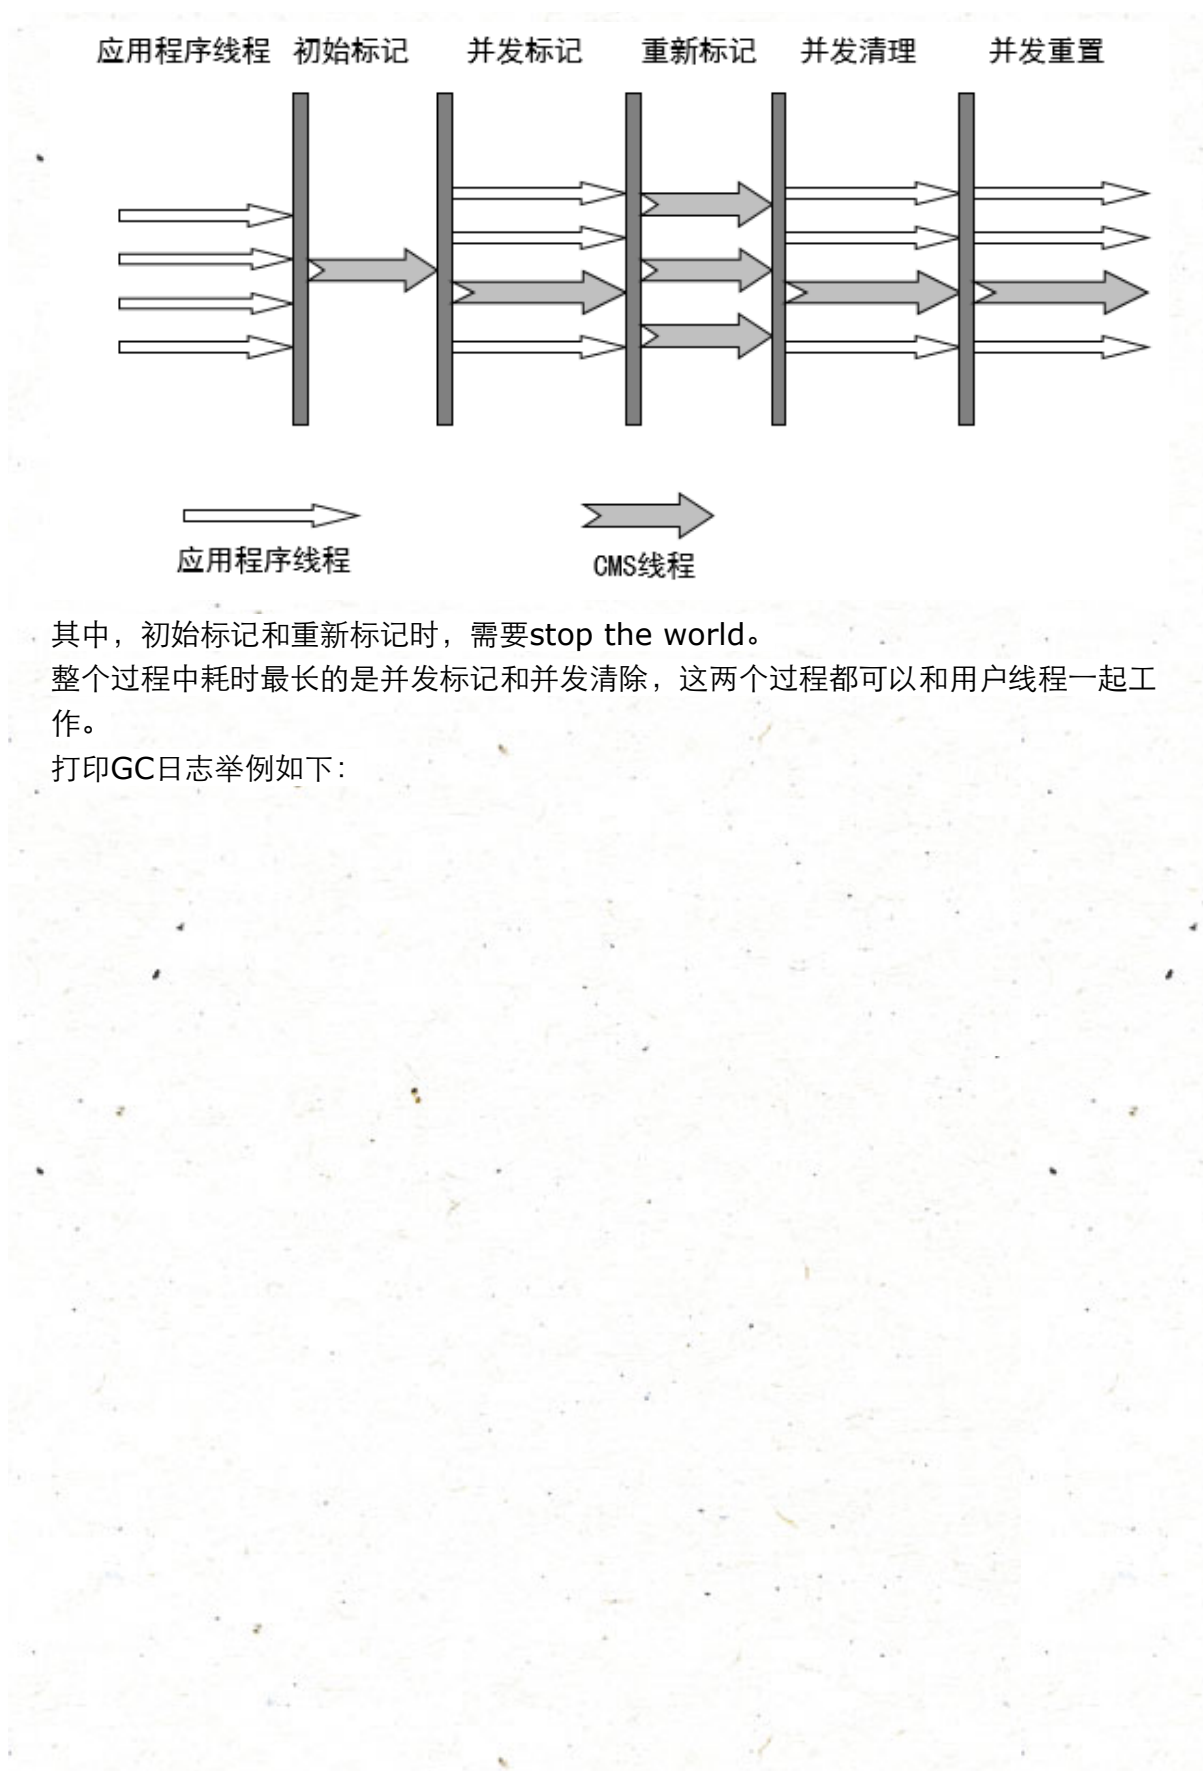 应用程序线程 初始标记 并发标记 重新标记 并发清理 并发重置
应用程序线程 CMS线程
其中，初始标记和重新标记时，需要stop the world。
整个过程中耗时最长的是并发标记和并发清除，这两个过程都可以和用户线程一起工
作。
打印GC日志举例如下：